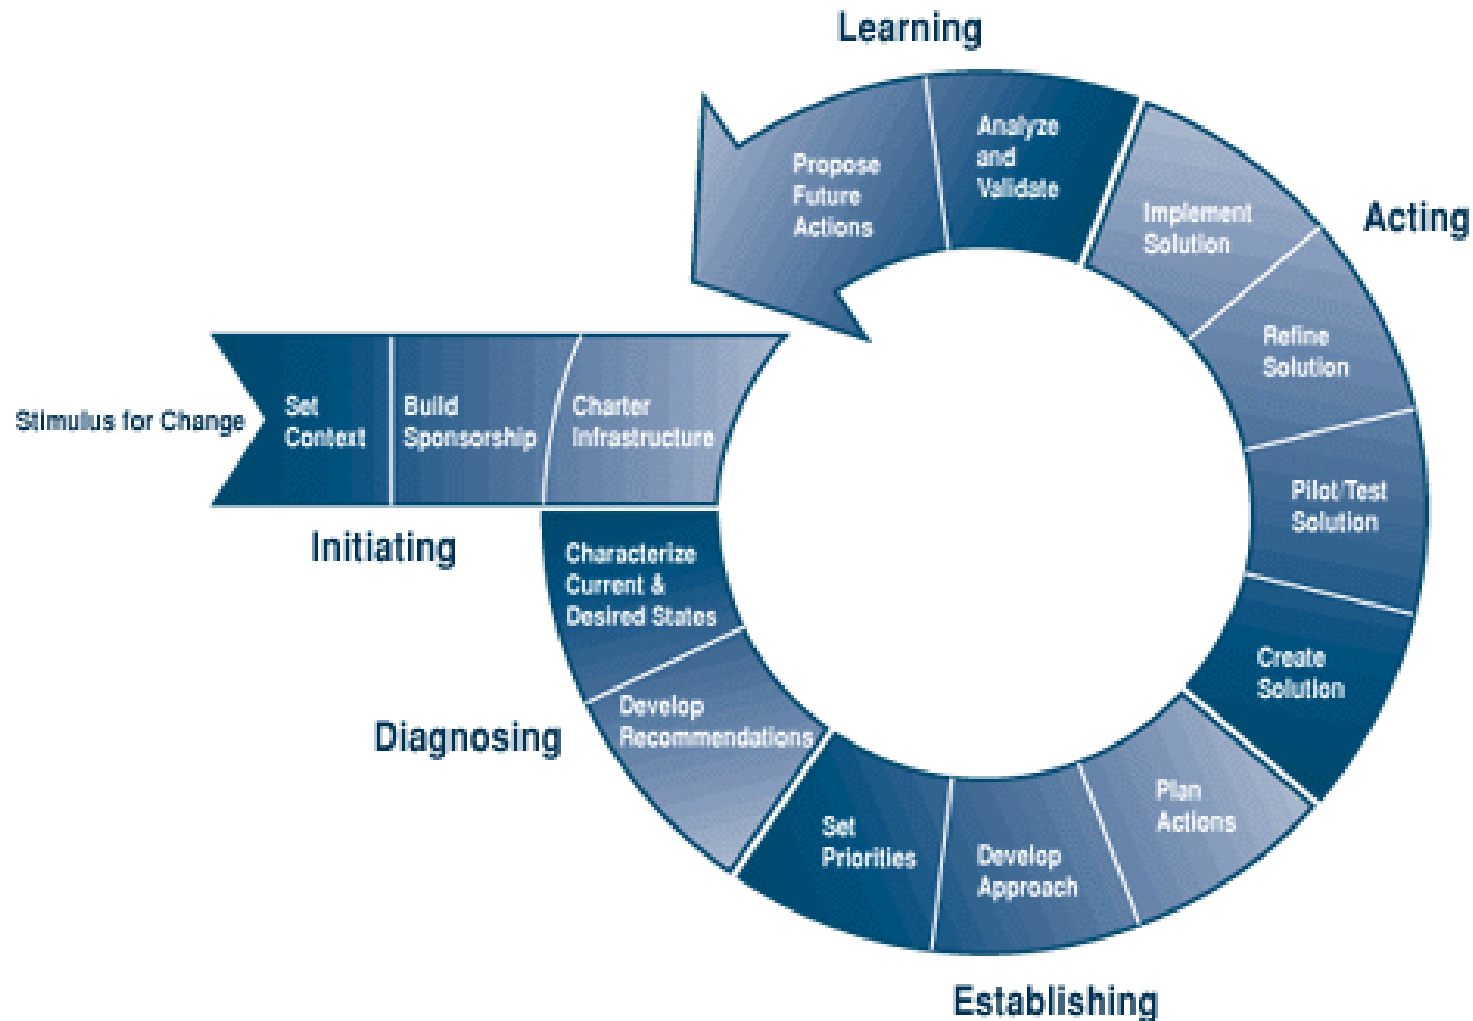 Learning
Analyze
and
Validate
Propose
Future
Actions
Implement
Solution
Acting
Refine
Solution
Stimulus for Change
Set
Context
Build
Sponsorship
Charter
Infrastructure
Pilot/Test
Solution
Initiating
Characterize
Current &
Desired States
Create
Solution
Develop
Recommendations
Diagnosing
Plan
Actions
Set
Priorities
Develop
Approach
Establishing